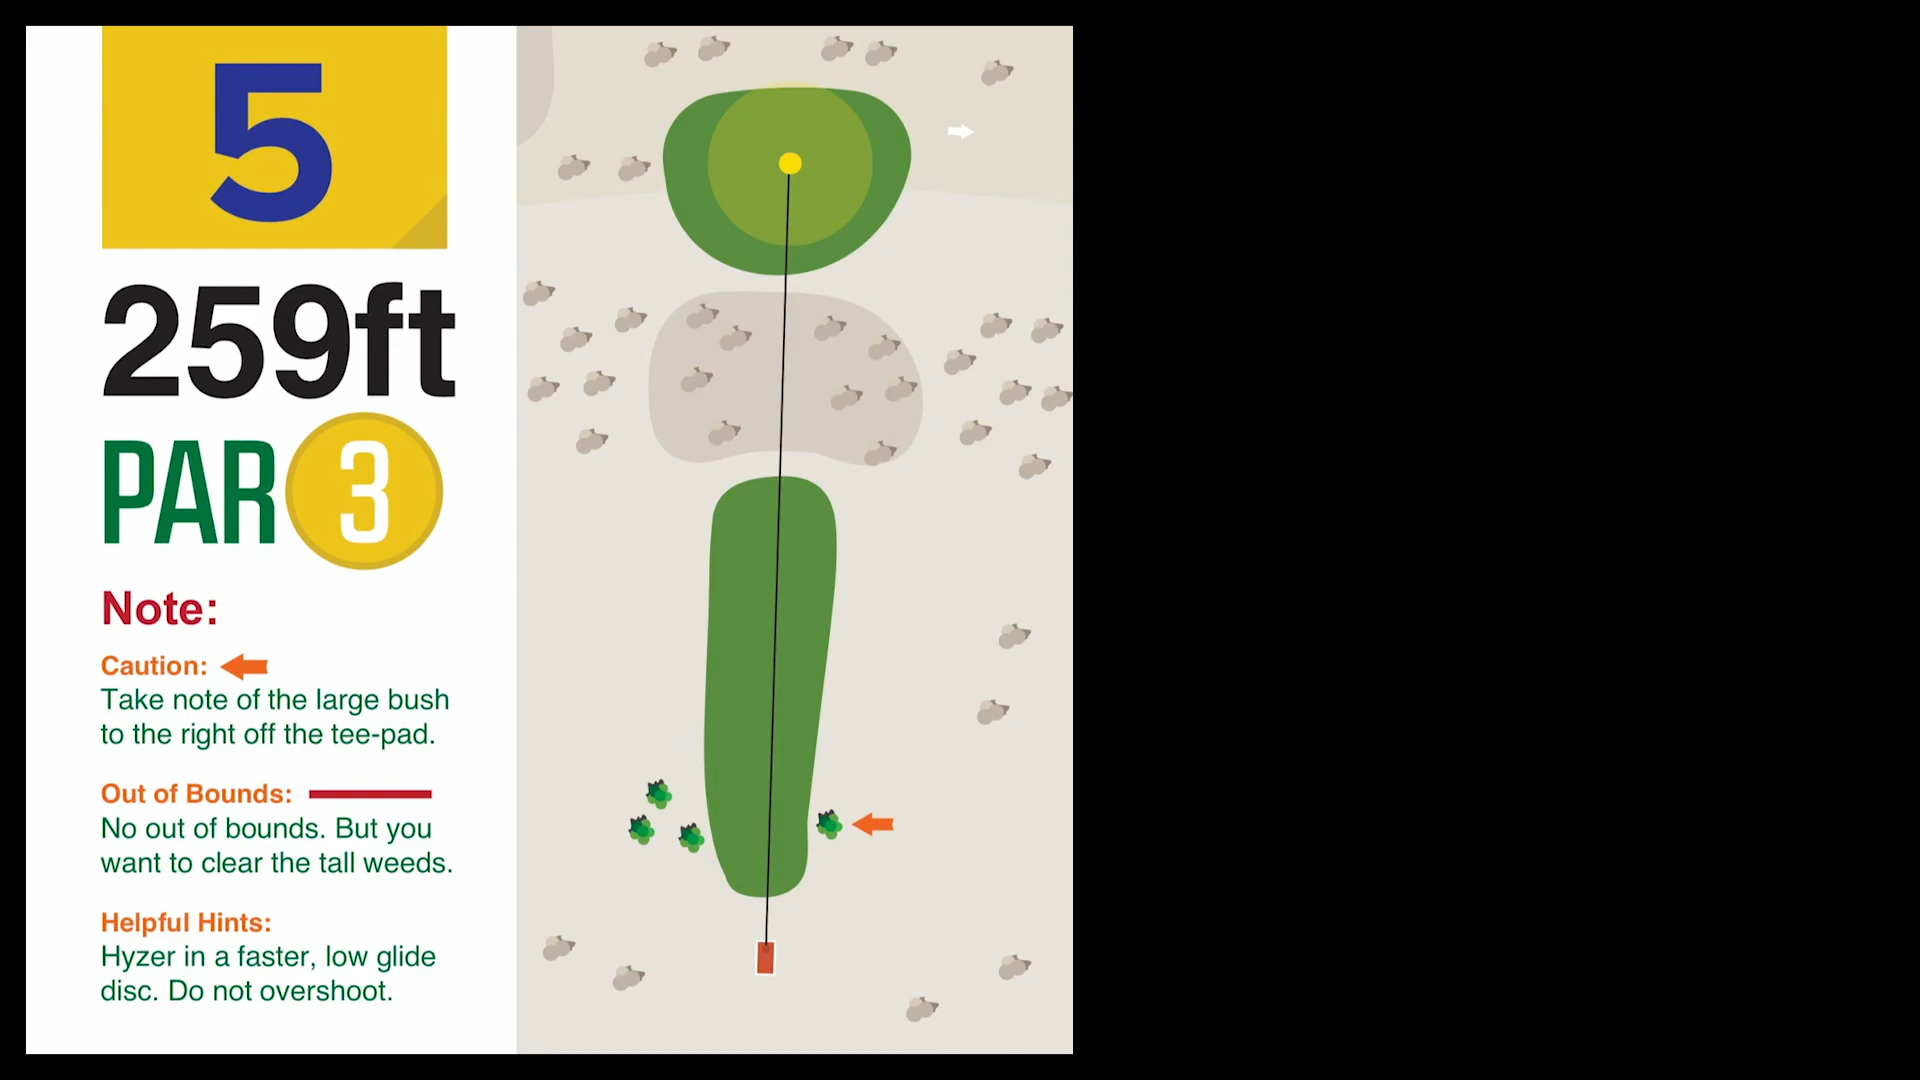 5
259ft
PAR 3
Note:
Caution:
Take note of the large bush
to the right off the tee-pad.
Out of Bounds:
No out of bounds. But you
want to clear the tall weeds.
Helpful Hints:
Hyzer in a faster, low glide
disc. Do not overshoot.